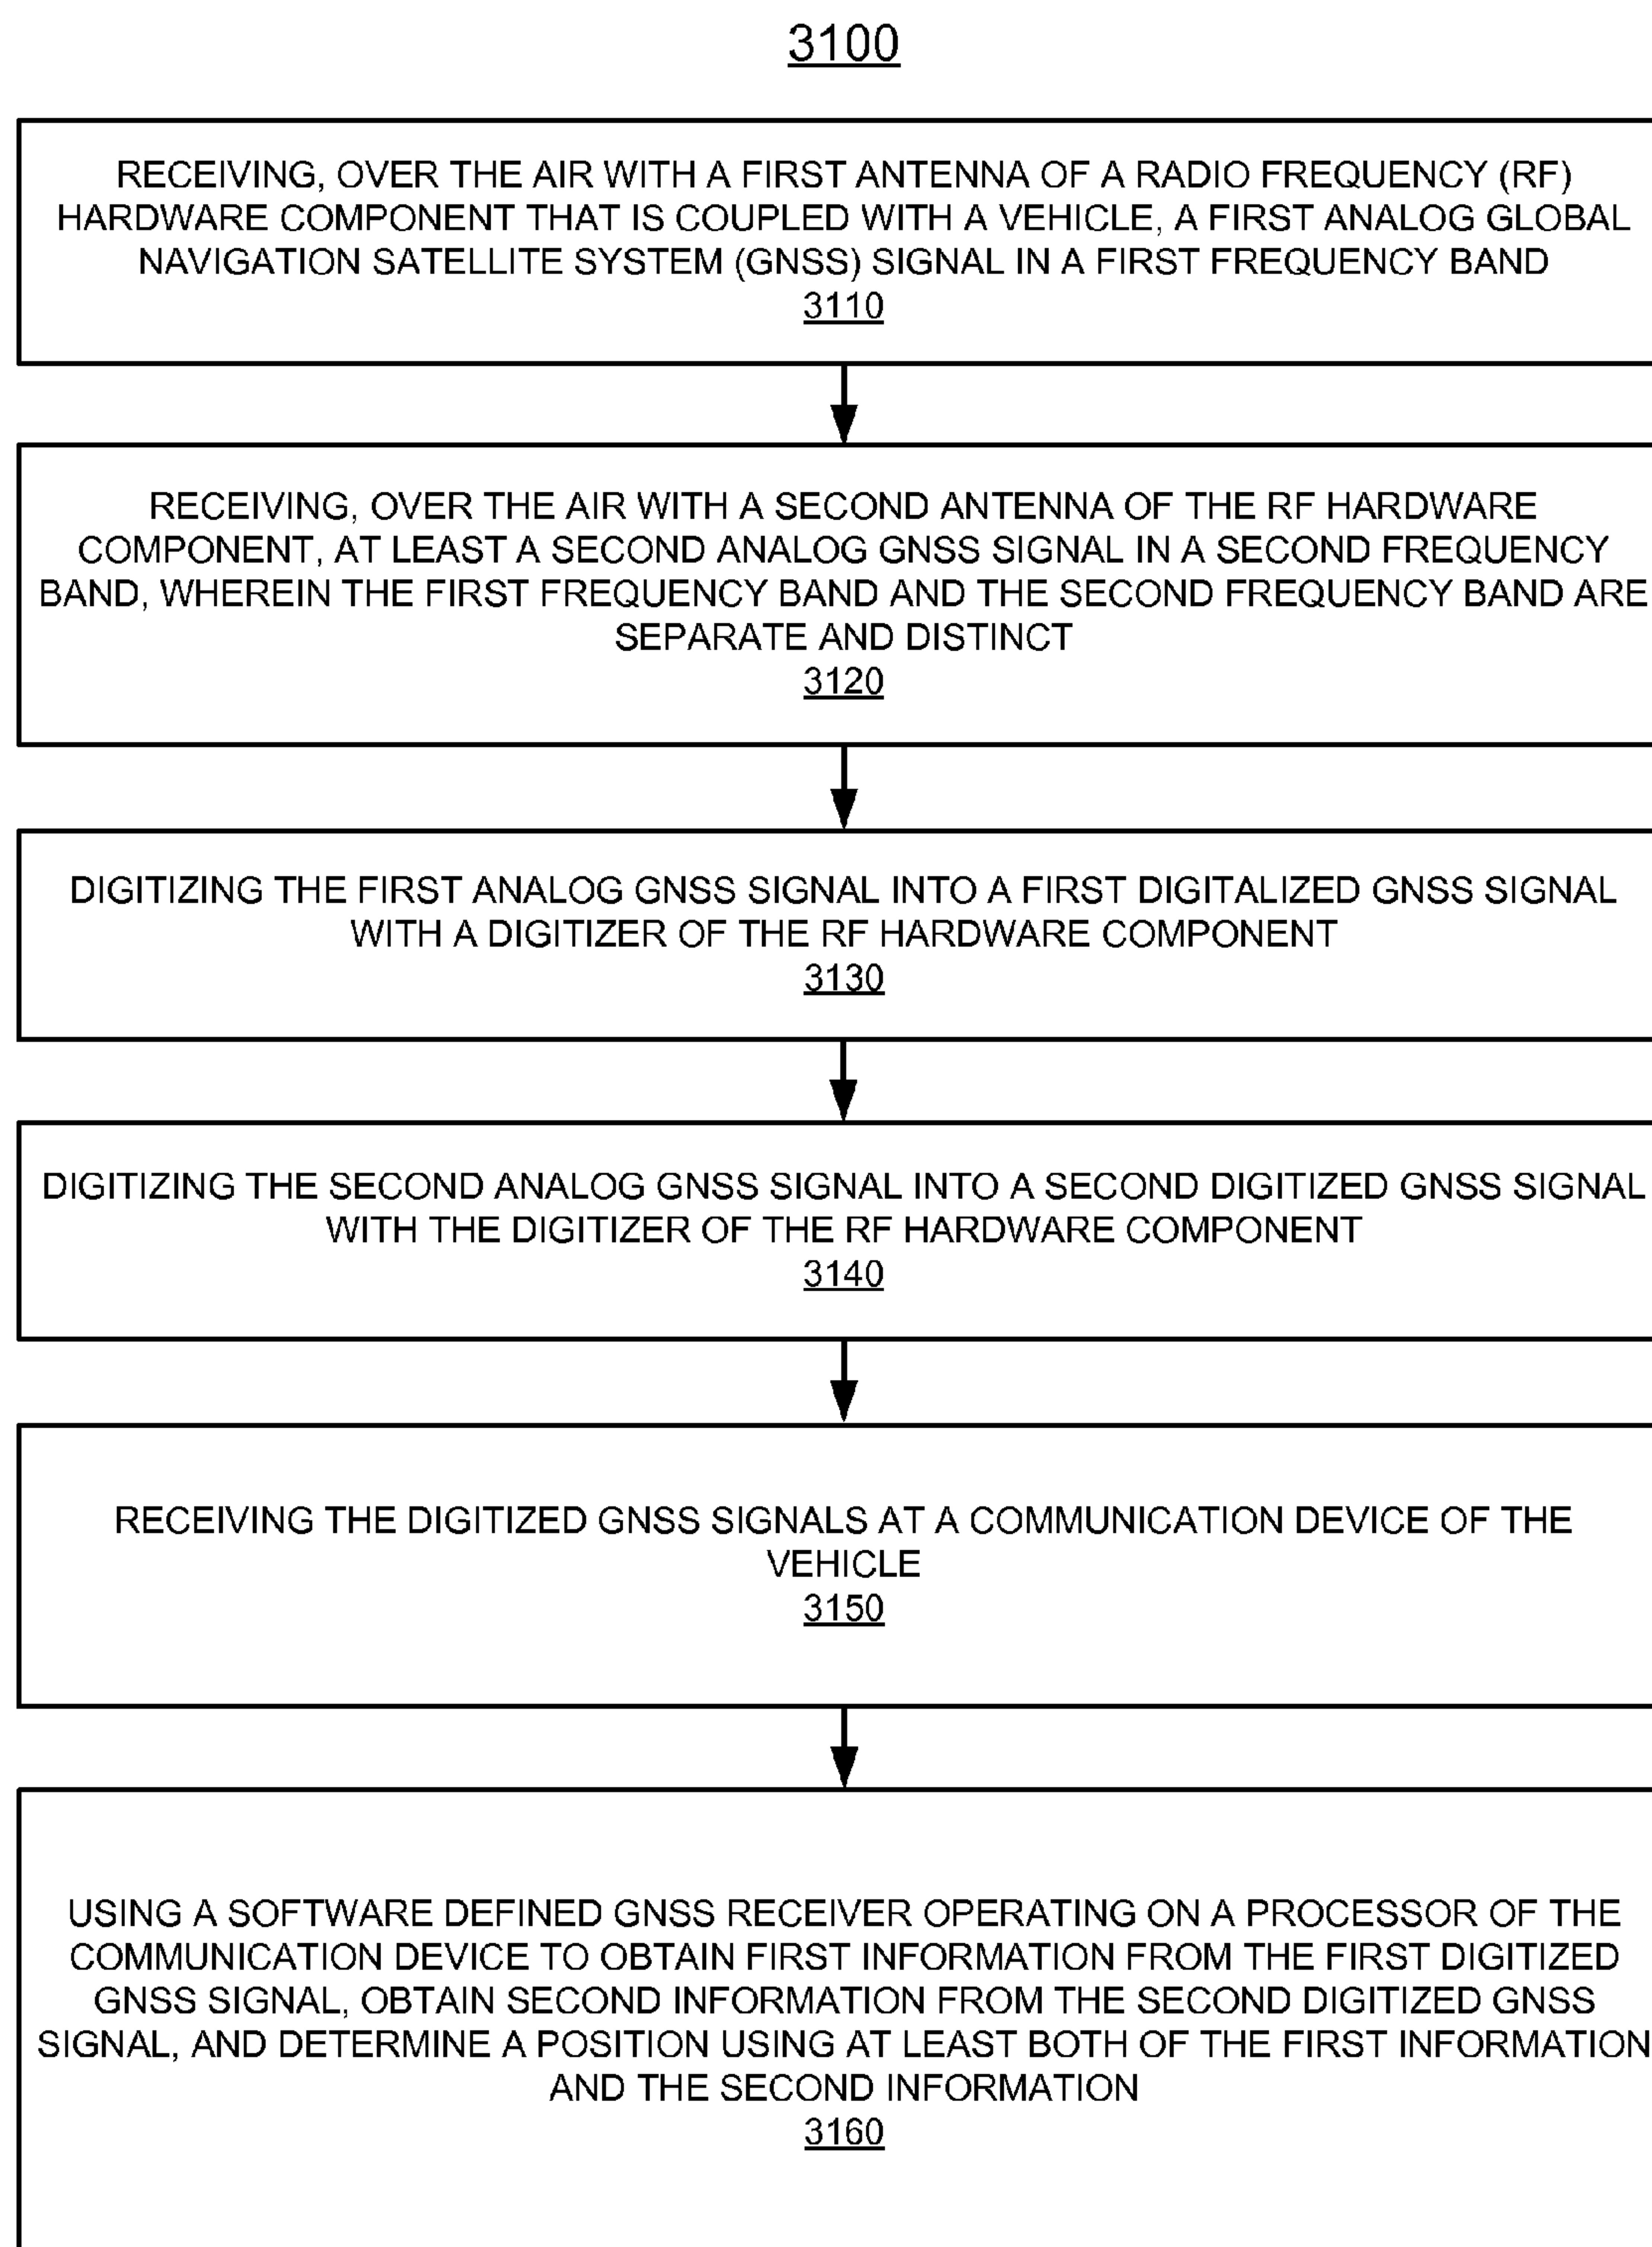 3100
RECEIVING, OVER THE AIR WITH A FIRST ANTENNA OF A RADIO FREQUENCY (RF)
HARDWARE COMPONENT THAT IS COUPLED WITH A VEHICLE, A FIRST ANALOG GLOBAL
NAVIGATION SATELLITE SYSTEM (GNSS) SIGNAL IN A FIRST FREQUENCY BAND
3110
RECEIVING, OVER THE AIR WITH A SECOND ANTENNA OF THE RF HARDWARE
COMPONENT, AT LEAST A SECOND ANALOG GNSS SIGNAL IN A SECOND FREQUENCY
BAND, WHEREIN THE FIRST FREQUENCY BAND AND THE SECOND FREQUENCY BAND ARE
SEPARATE AND DISTINCT
3120
DIGITIZING THE FIRST ANALOG GNSS SIGNAL INTO A FIRST DIGITALIZED GNSS SIGNAL
WITH A DIGITIZER OF THE RF HARDWARE COMPONENT
3130
DIGITIZING THE SECOND ANALOG GNSS SIGNAL INTO A SECOND DIGITIZED GNSS SIGNAL
WITH THE DIGITIZER OF THE RF HARDWARE COMPONENT
3140
RECEIVING THE DIGITIZED GNSS SIGNALS AT A COMMUNICATION DEVICE OF THE
VEHICLE
3150
USING A SOFTWARE DEFINED GNSS RECEIVER OPERATING ON A PROCESSOR OF THE
COMMUNICATION DEVICE TO OBTAIN FIRST INFORMATION FROM THE FIRST DIGITIZED
GNSS SIGNAL, OBTAIN SECOND INFORMATION FROM THE SECOND DIGITIZED GNSS
SIGNAL, AND DETERMINE A POSITION USING AT LEAST BOTH OF THE FIRST INFORMATION
AND THE SECOND INFORMATION
3160